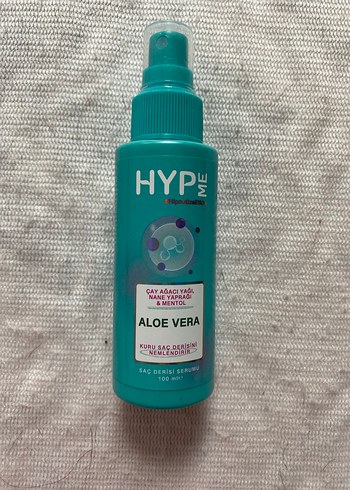 HYP
ME
ÇAY AĞACI YAĞI,
NANE YAPRAĞI
& MENTOL
ALOE VERA
KURU SAÇ DERİSİNİ
NEMLENDİRİR
SAÇ DERİSİ SERUMU
100 ml